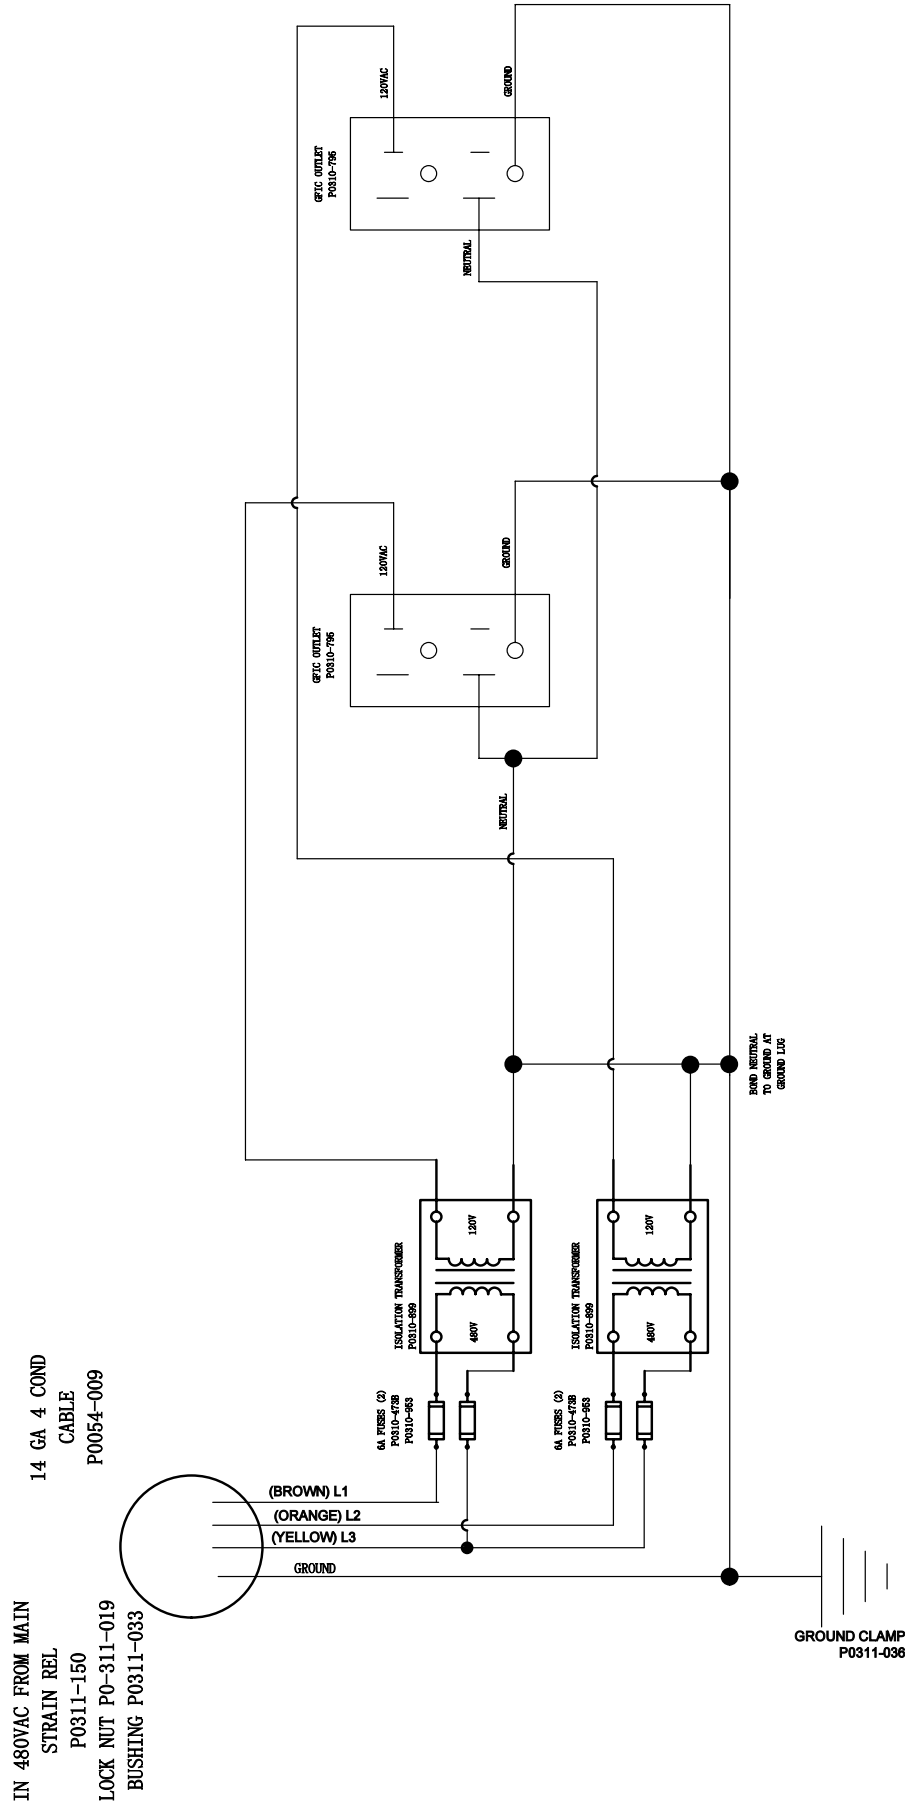 120VAC
GROUND
GFIC OUTLET
P0310-795
NEUTRAL
120VAC
GROUND
GFIC OUTLET
P0310-795
NEUTRAL
BOND NEUTRAL
TO GROUND AT
GROUND LUG
120V
ISOLATION TRANSFORMER
P0310-899
480V
120V
ISOLATION TRANSFORMER
P0310-899
480V
6A FUSES (2)
P0310-473B
P0310-953
6A FUSES (2)
P0310-473B
P0310-953
14 GA 4 COND
CABLE
P0054-009
(BROWN) L1
(ORANGE) L2
(YELLOW) L3
GROUND
IN 480VAC FROM MAIN
STRAIN REL
P0311-150
LOCK NUT P0-311-019
BUSHING P0311-033
GROUND CLAMP
P0311-036